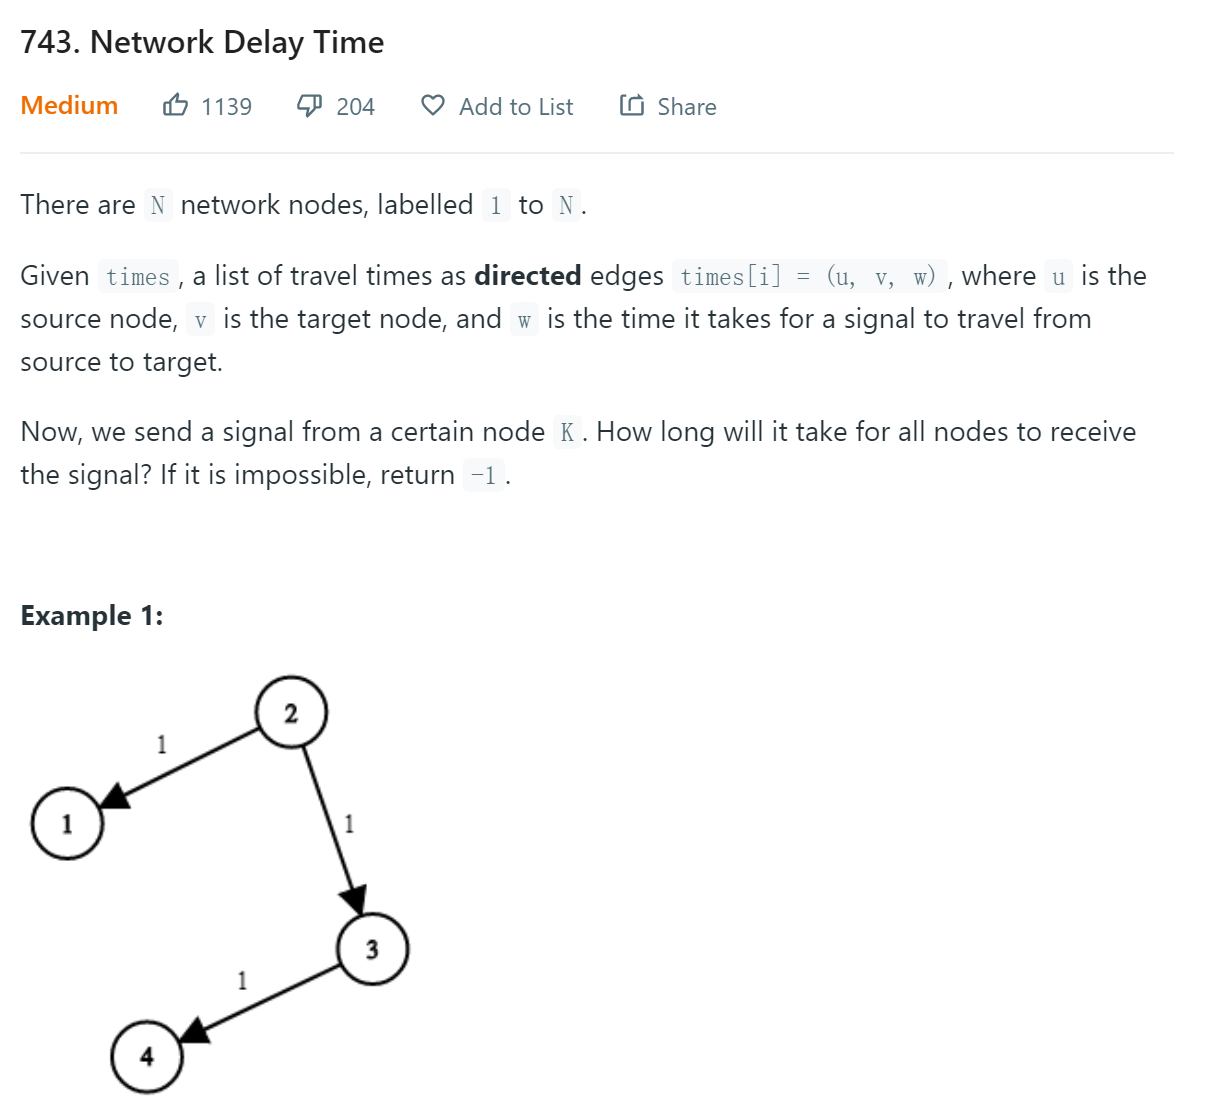 743. Network Delay Time
Medium 1139 204 Add to List Share
There are N network nodes, labelled 1 to N.
Given times, a list of travel times as directed edges times[i] = (u, v, w), where u is the
source node, v is the target node, and w is the time it takes for a signal to travel from
source to target.
Now, we send a signal from a certain node K. How long will it take for all nodes to receive
the signal? If it is impossible, return -1.
Example 1:
2
1
1
1
3
1
4